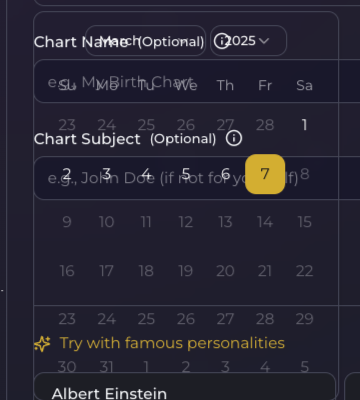 March 2025
Chart Name (Optional)
e.g., My Birth Chart
Su Mo Tu We Th Fr Sa
23 24 25 26 27 28 1
Chart Subject (Optional)
2 3 4 5 6 7 8
e.g., John Doe (if not for yourself)
9 10 11 12 13 14 15
16 17 18 19 20 21 22
23 24 25 26 27 28 29
Try with famous personalities
30 31 1 2 3 4 5
Albert Einstein